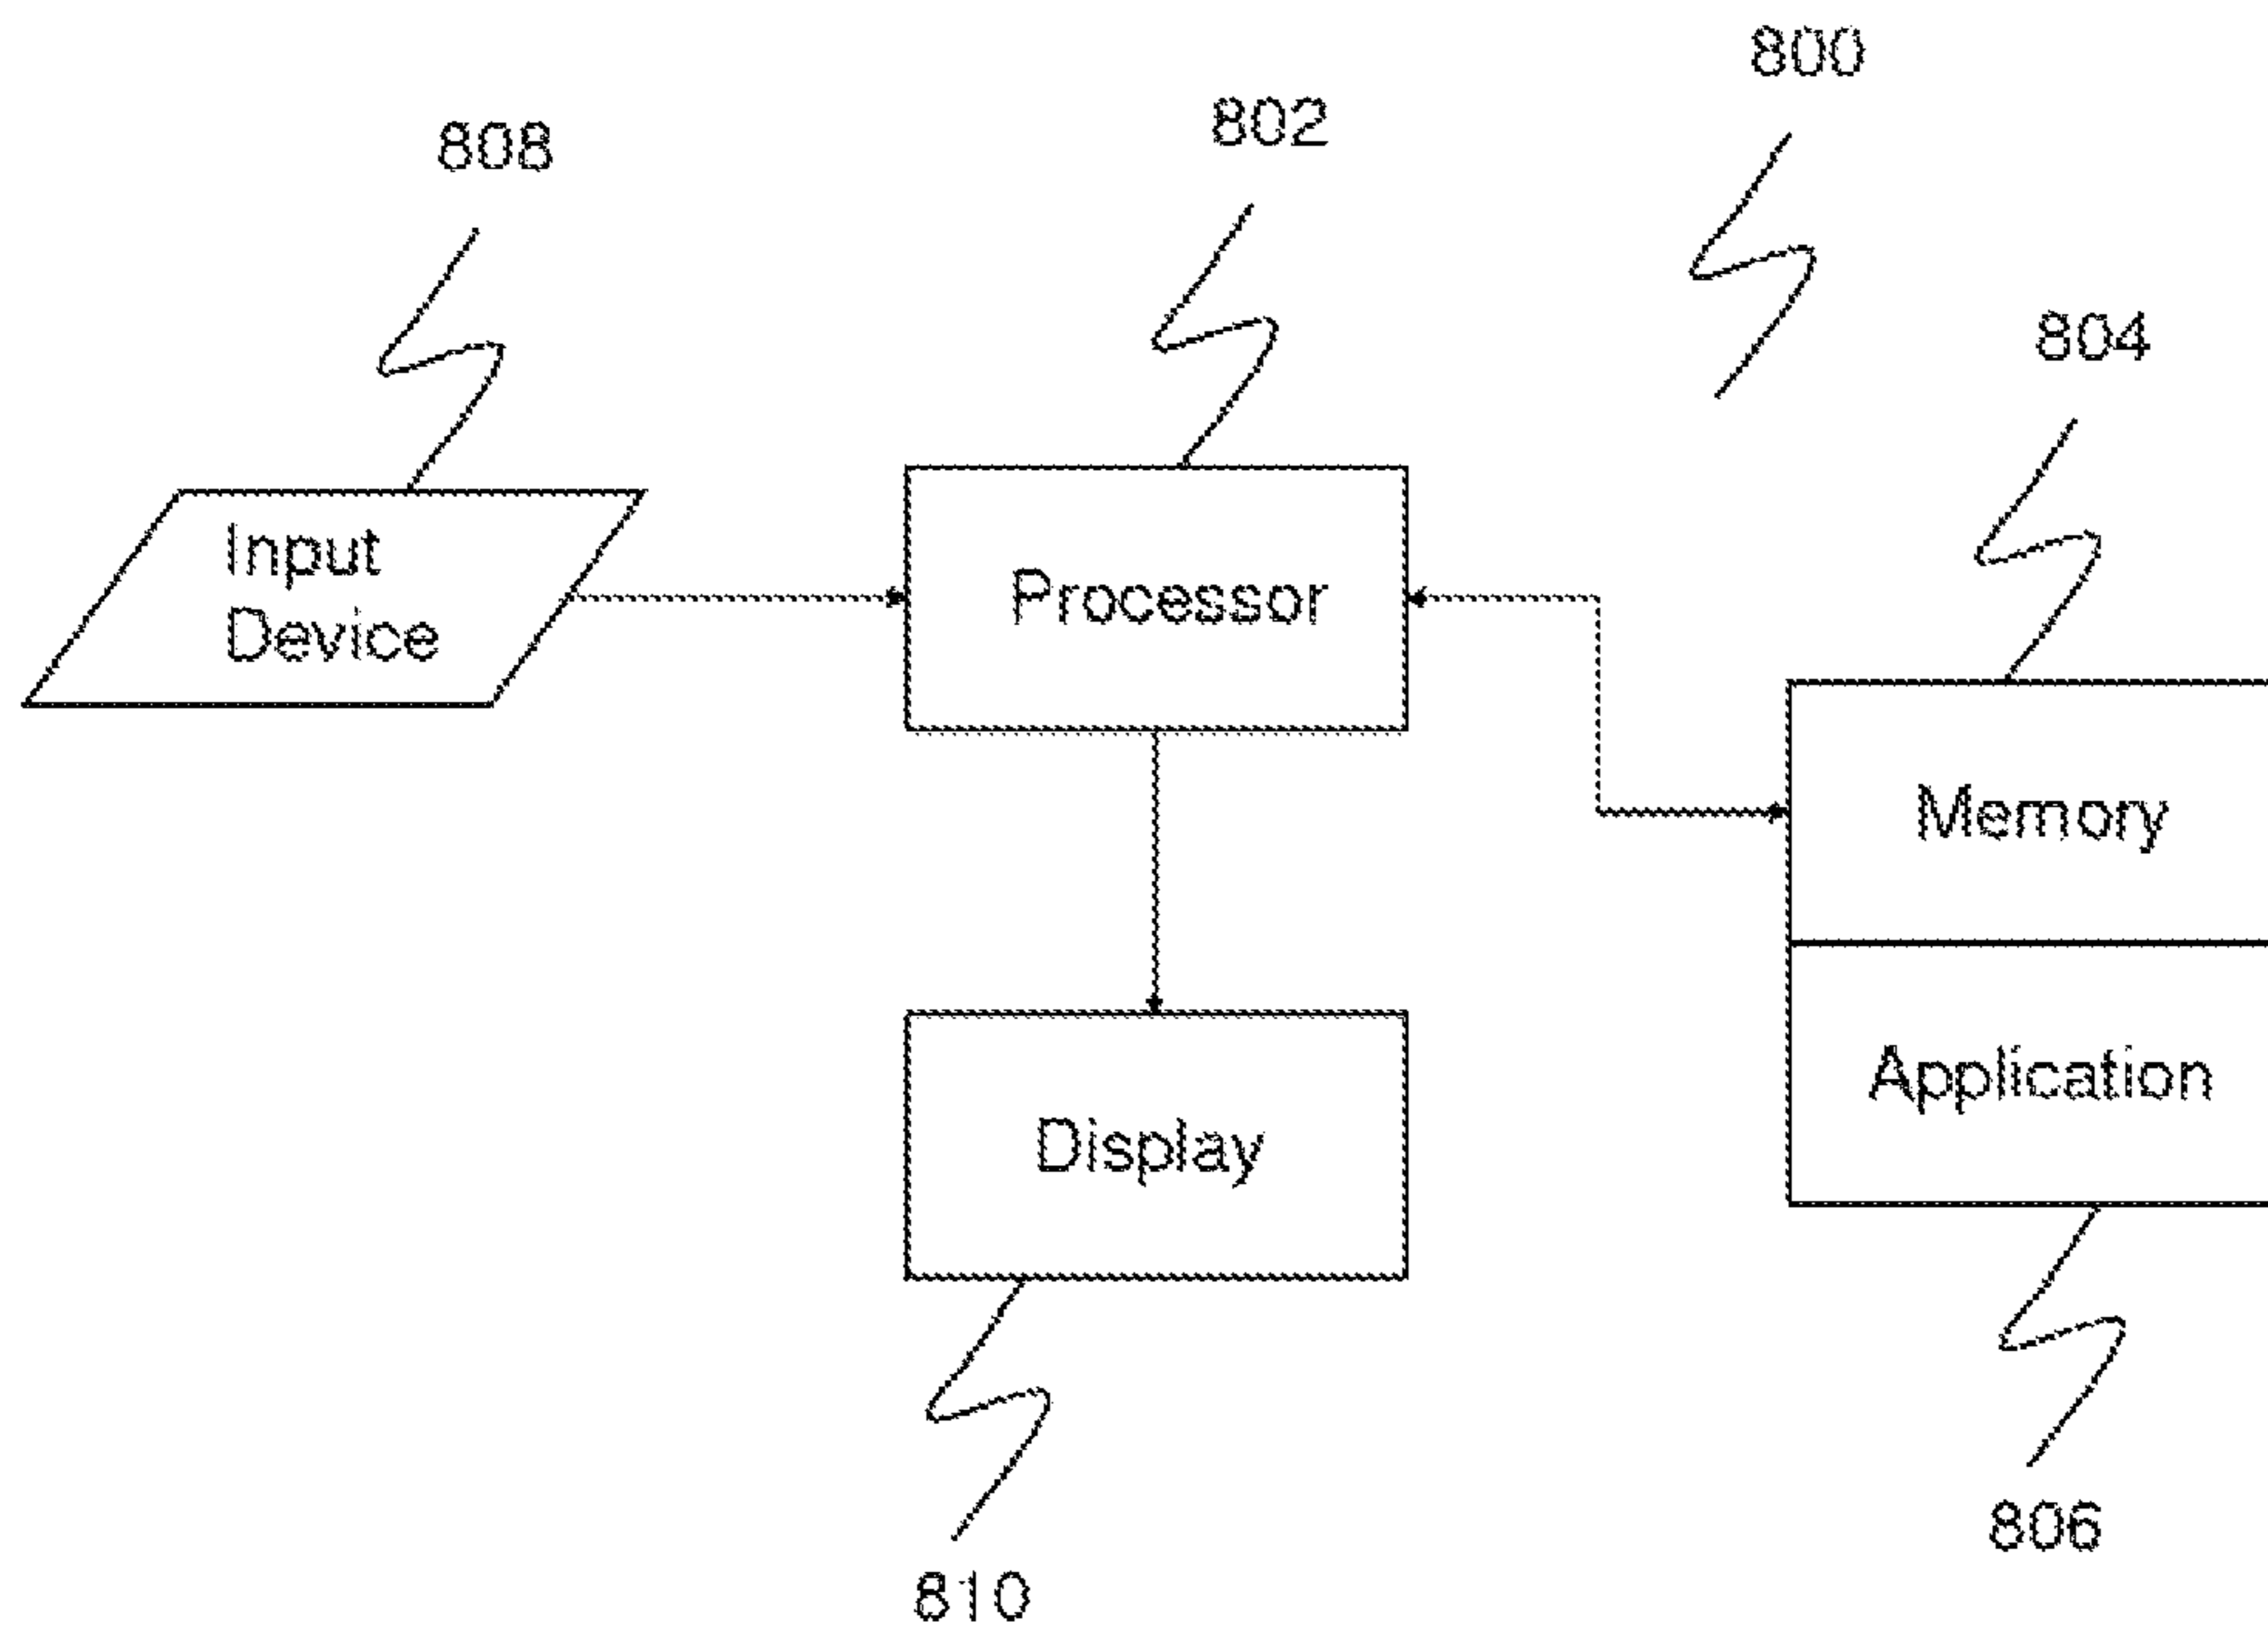 800
802
808
804
Input
Device
Processor
Memory
Application
Display
806
810